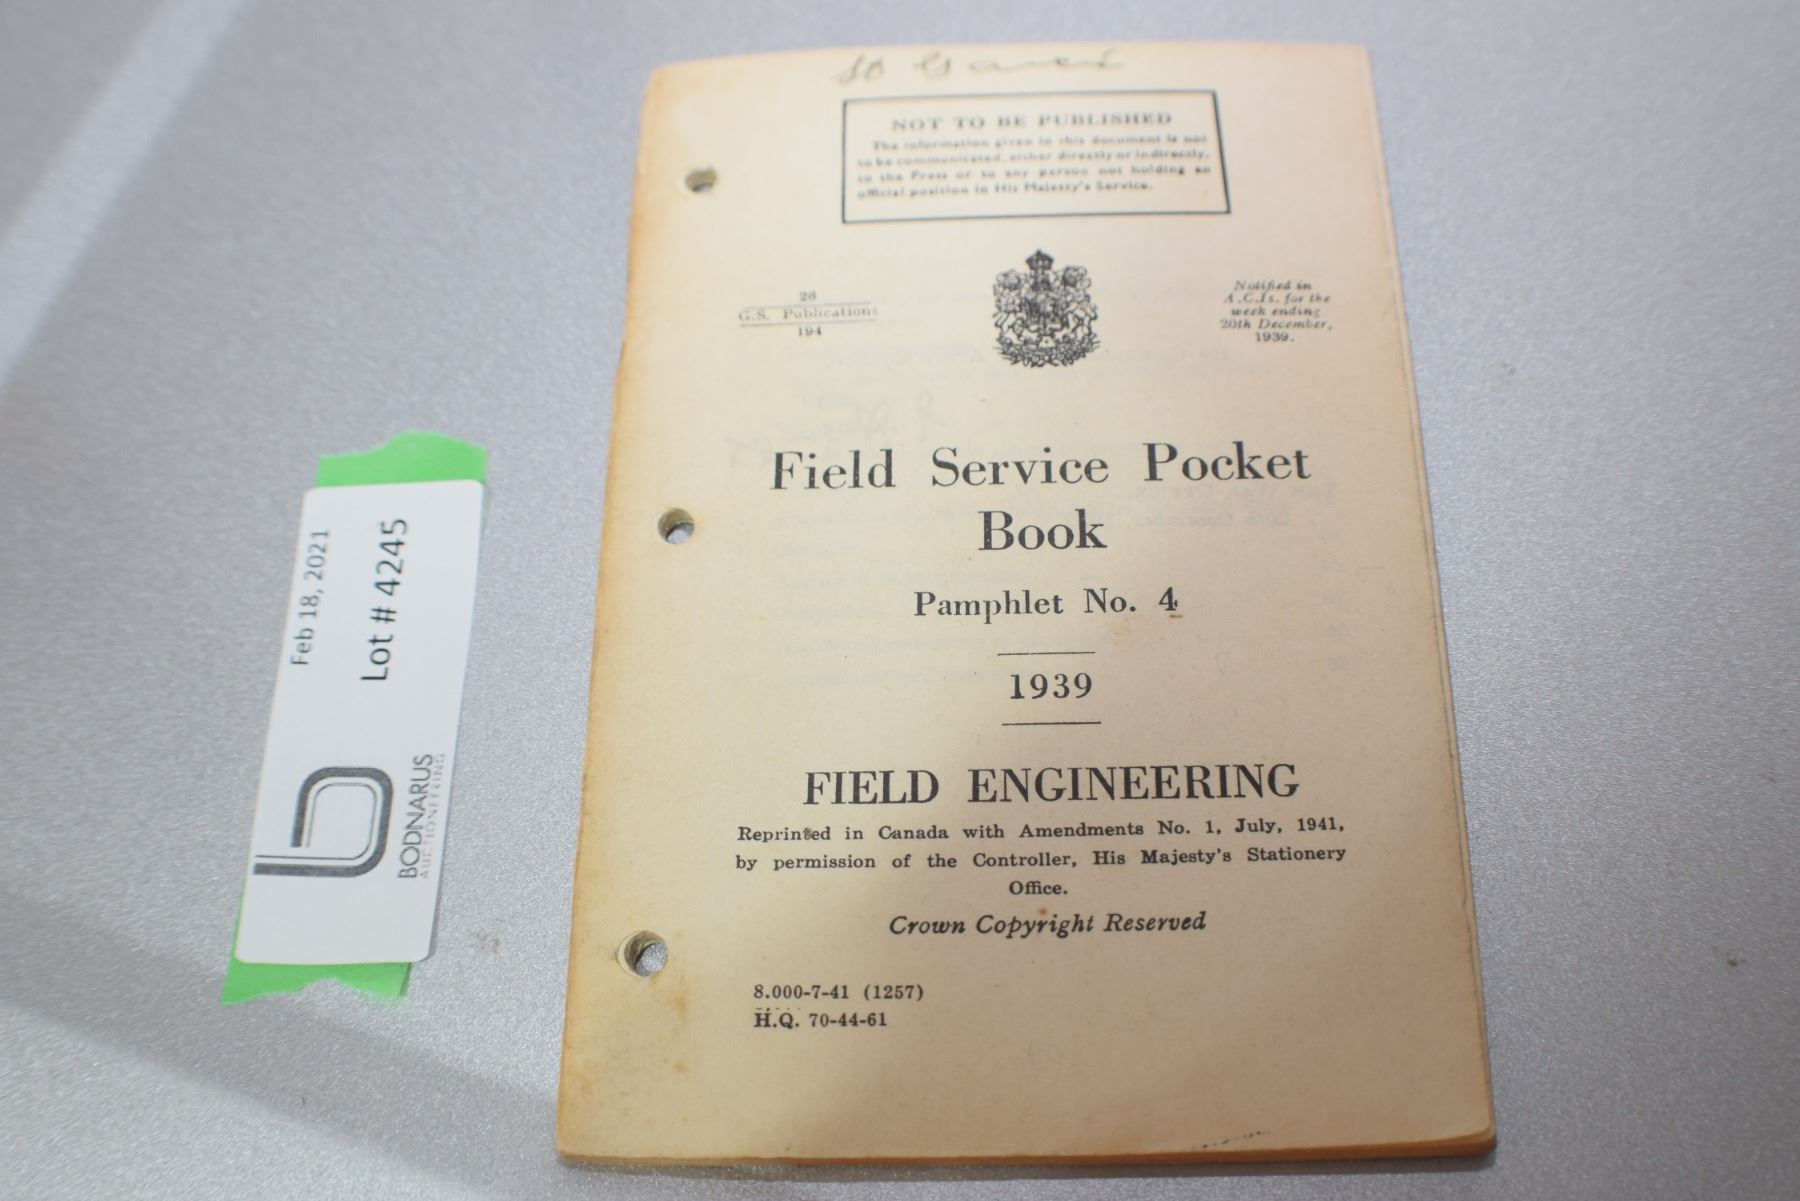 NOT TO BE PUBLISHED
The information given in this document is not
to be communicated, either directly or indirectly,
to the Press or to any person not holding an
official position in His Majesty's Service.
26
G.S. Publications
194
Notified in
A.C.Is. for the
week ending
20th December,
1939.
Field Service Pocket
Book
Pamphlet No. 4
1939
FIELD ENGINEERING
Reprinted in Canada with Amendments No. 1, July, 1941,
by permission of the Controller, His Majesty's Stationery
Office.
Crown Copyright Reserved
8.000-7-41 (1257)
H.Q. 70-44-61
Feb 18, 2021
Lot # 4245
BODNARUS
AUCTIONEERING